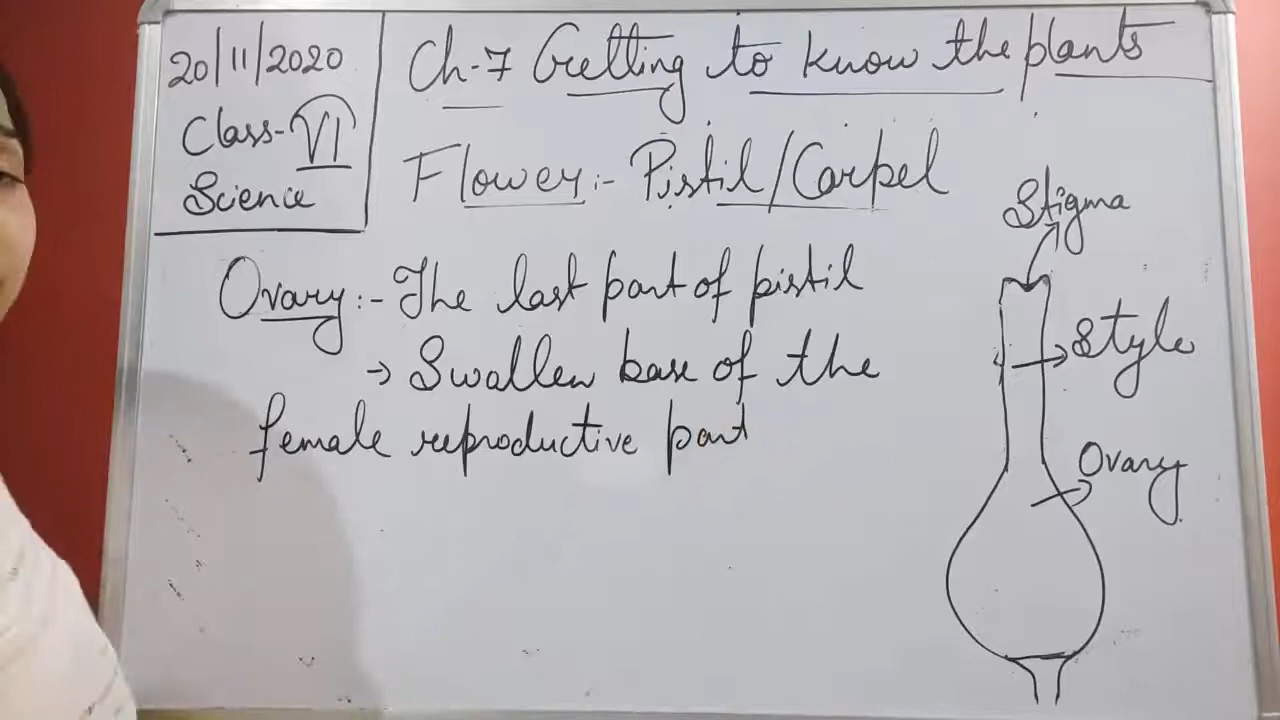 20/11/2020
Class-VI
Science
Ch-7 Getting to know the plants
Flower:- Pistil/Carpel
Ovary:- The last part of pistil
→ Swallen base of the
female reproductive part
Stigma
Style
Ovary